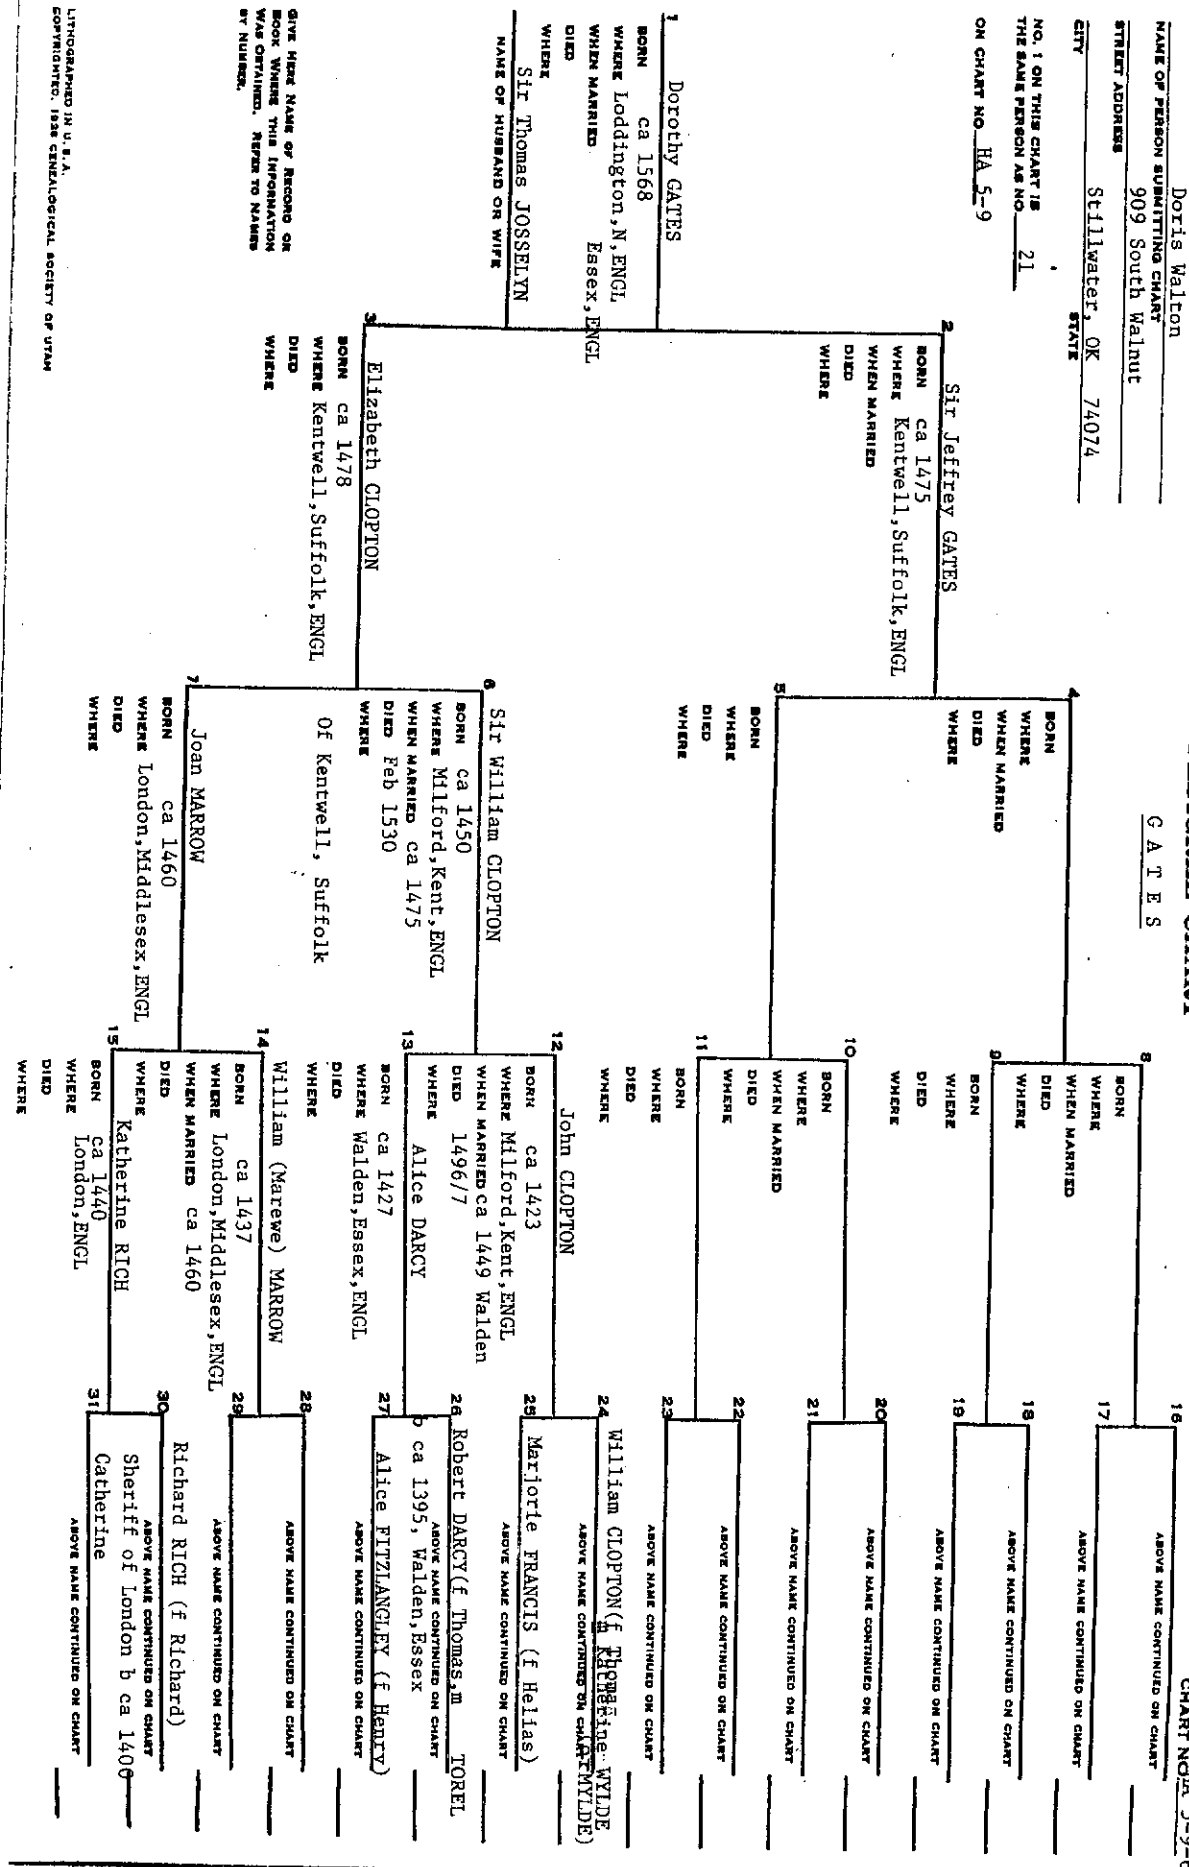 Doris Walton
NAME OF PERSON SUBMITTING CHART
909 South Walnut
STREET ADDRESS
Stillwater, OK 74074
CITY STATE
NO. 1 ON THIS CHART IS
THE SAME PERSON AS NO. 21
ON CHART NO. HA 5-9
G A T E S
1
Dorothy GATES
BORN ca 1568
WHERE Loddington,N,ENGL
WHEN MARRIED Essex,ENGL
DIED
WHERE
Sir Thomas JOSSELYN
NAME OF HUSBAND OR WIFE
GIVE HERE NAME OF RECORD OR
BOOK WHERE THIS INFORMATION
WAS OBTAINED. REFER TO NAMES
BY NUMBER.
LITHOGRAPHED IN U. S. A.
COPYRIGHTED. GENEALOGICAL SOCIETY OF UTAH
2
Sir Jeffrey GATES
BORN ca 1475
WHERE Kentwell,Suffolk,ENGL
WHEN MARRIED
DIED
WHERE
3
Elizabeth CLOPTON
BORN ca 1478
WHERE Kentwell,Suffolk,ENGL
DIED
WHERE
4
BORN
WHERE
WHEN MARRIED
DIED
WHERE
5
BORN
WHERE
DIED
WHERE
6
Sir William CLOPTON
BORN ca 1450
WHERE Milford,Kent,ENGL
WHEN MARRIED ca 1475
DIED Feb 1530
WHERE
Of Kentwell, Suffolk
7
Joan MARROW
BORN ca 1460
WHERE London,Middlesex,ENGL
DIED
WHERE
8
BORN
WHERE
WHEN MARRIED
DIED
WHERE
9
BORN
WHERE
DIED
WHERE
10
BORN
WHERE
WHEN MARRIED
DIED
WHERE
11
BORN
WHERE
DIED
WHERE
12
John CLOPTON
BORN ca 1423
WHERE Milford,Kent,ENGL
WHEN MARRIED ca 1449 Walden
DIED 1496/7
WHERE
13
Alice DARCY
BORN ca 1427
WHERE Walden,Essex,ENGL
DIED
WHERE
14
William (Marewe) MARROW
BORN ca 1437
WHERE London,Middlesex,ENGL
WHEN MARRIED ca 1460
DIED
WHERE
15
Katherine RICH
BORN ca 1440
WHERE London,ENGL
DIED
WHERE
CHART NO.
16
ABOVE NAME CONTINUED ON CHART
17
ABOVE NAME CONTINUED ON CHART
18
ABOVE NAME CONTINUED ON CHART
19
ABOVE NAME CONTINUED ON CHART
20
ABOVE NAME CONTINUED ON CHART
21
ABOVE NAME CONTINUED ON CHART
22
ABOVE NAME CONTINUED ON CHART
23
ABOVE NAME CONTINUED ON CHART
24
William CLOPTON(f Thomas
m Katherine WYLDE
ABOVE NAME CONTINUED ON CHART (or MYLDE)
25
Marjorie FRANCIS (f Helias)
ABOVE NAME CONTINUED ON CHART
26
Robert DARCY(f Thomas,m TOREL
ABOVE NAME CONTINUED ON CHART
b ca 1395, Walden,Essex
27
Alice FITZLANGLEY (f Henry)
ABOVE NAME CONTINUED ON CHART
28
ABOVE NAME CONTINUED ON CHART
29
ABOVE NAME CONTINUED ON CHART
30
Richard RICH (f Richard)
ABOVE NAME CONTINUED ON CHART
Sheriff of London b ca 1400
31
Catherine
ABOVE NAME CONTINUED ON CHART